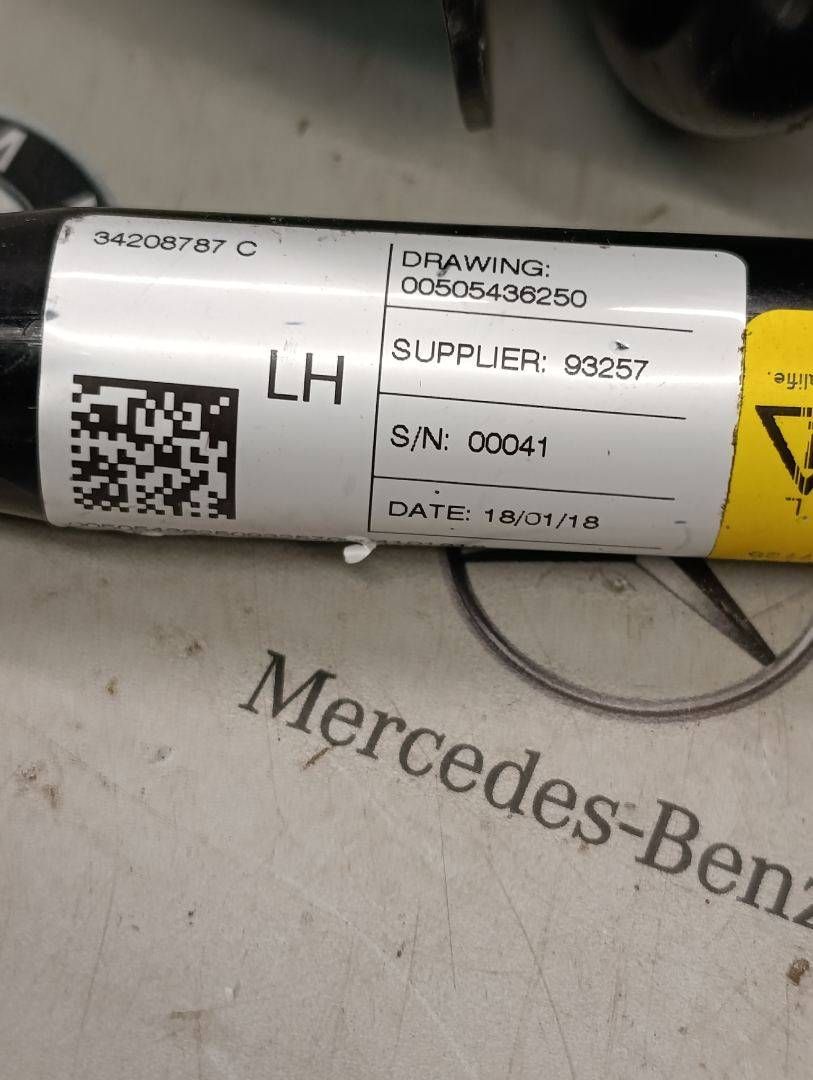 34208787 C
LH
DRAWING:
00505436250
SUPPLIER: 93257
S/N: 00041
DATE: 18/01/18
Mercedes-Benz
M